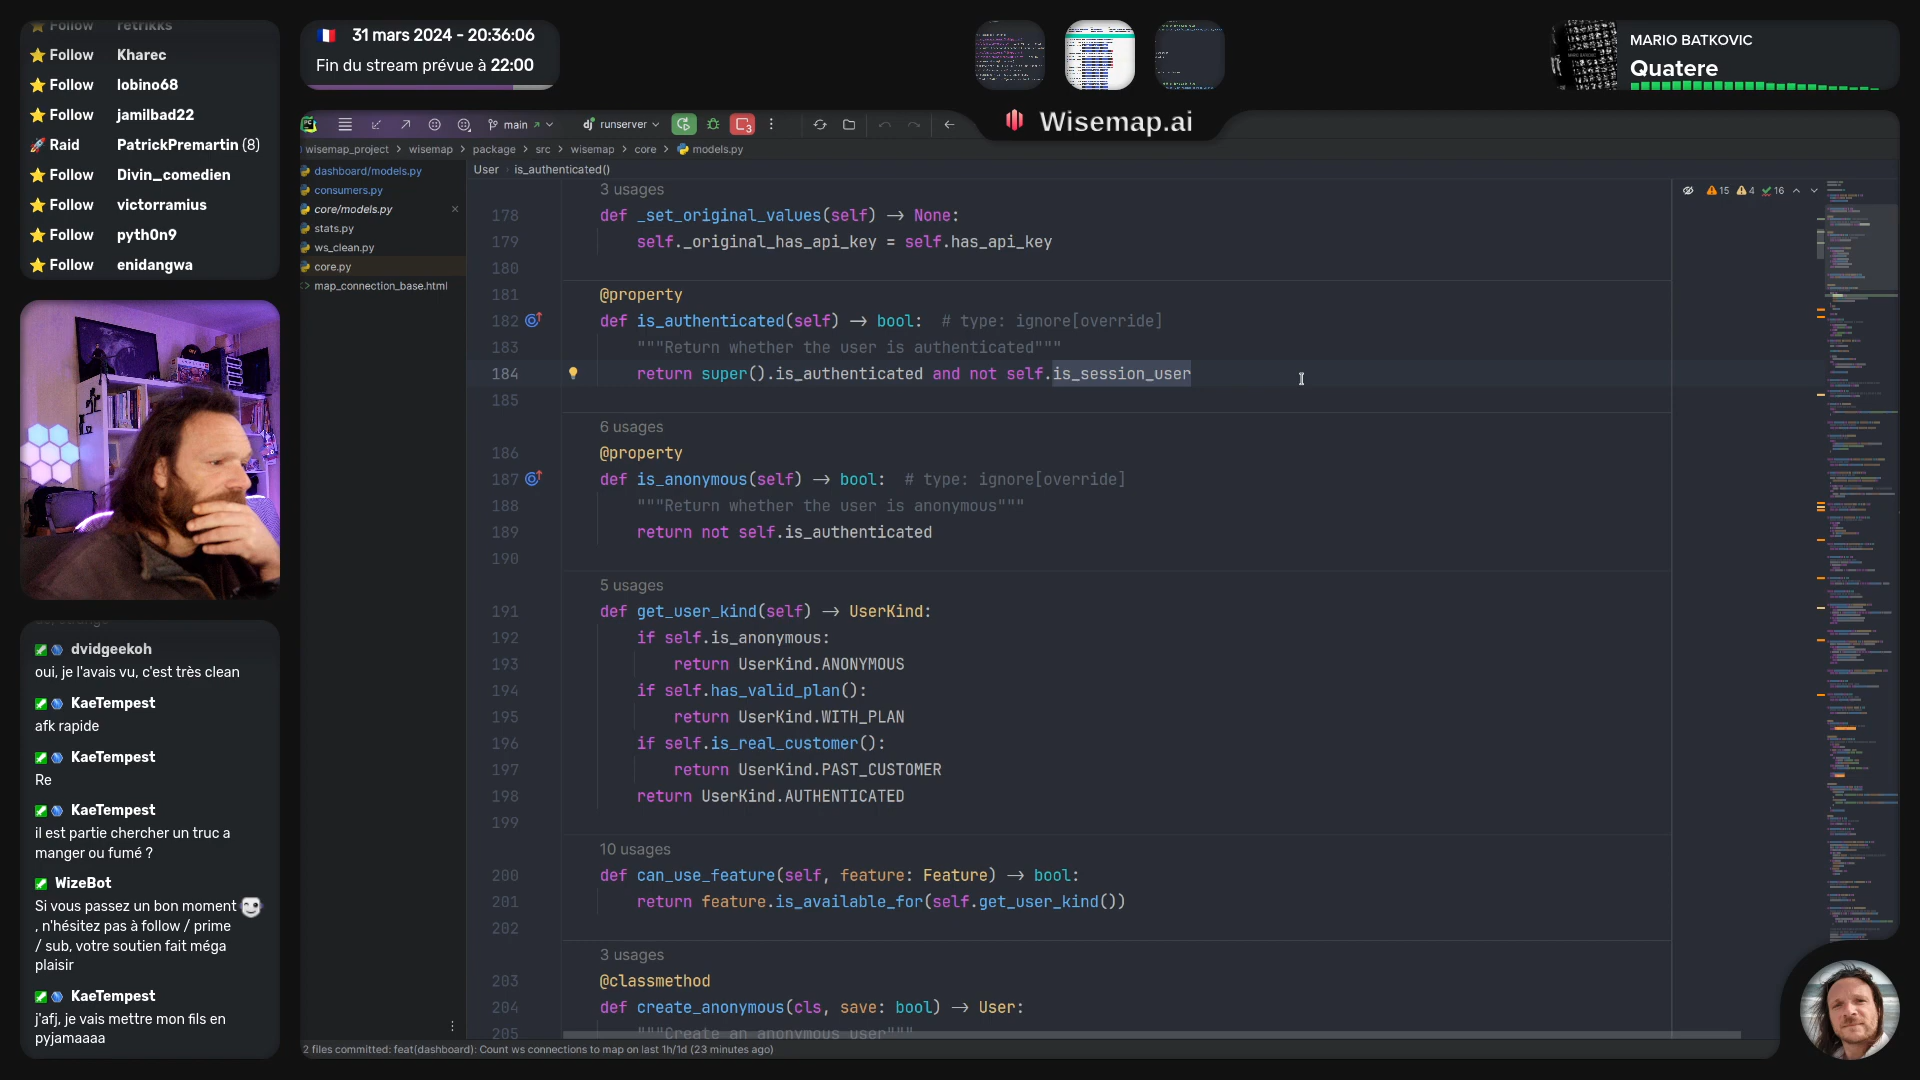 ⭐ Follow retrikks
⭐ Follow Kharec
⭐ Follow lobino68
⭐ Follow jamilbad22
🚀 Raid PatrickPremartin (8)
⭐ Follow Divin_comedien
⭐ Follow victorramius
⭐ Follow pyth0n9
⭐ Follow enidangwa
31 mars 2024 - 20:36:06
Fin du stream prévue à 22:00
MARIO BATKOVIC
Quatere
Wisemap.ai
main
runserver
3
wisemap_project > wisemap > package > src > wisemap > core > models.py
dashboard/models.py
consumers.py
core/models.py
stats.py
ws_clean.py
core.py
map_connection_base.html
User > is_authenticated()
15 4 16
3 usages
178 def _set_original_values(self) → None:
179 self._original_has_api_key = self.has_api_key
180
181 @property
182 def is_authenticated(self) → bool: # type: ignore[override]
183 """Return whether the user is authenticated"""
184 return super().is_authenticated and not self.is_session_user
185
6 usages
186 @property
187 def is_anonymous(self) → bool: # type: ignore[override]
188 """Return whether the user is anonymous"""
189 return not self.is_authenticated
190
5 usages
191 def get_user_kind(self) → UserKind:
192 if self.is_anonymous:
193 return UserKind.ANONYMOUS
194 if self.has_valid_plan():
195 return UserKind.WITH_PLAN
196 if self.is_real_customer():
197 return UserKind.PAST_CUSTOMER
198 return UserKind.AUTHENTICATED
199
10 usages
200 def can_use_feature(self, feature: Feature) → bool:
201 return feature.is_available_for(self.get_user_kind())
202
3 usages
203 @classmethod
204 def create_anonymous(cls, save: bool) → User:
205 """Create an anonymous user"""
2 files committed: feat(dashboard): Count ws connections to map on last 1h/1d (23 minutes ago)
dvidgeekoh
oui, je l'avais vu, c'est très clean
KaeTempest
afk rapide
KaeTempest
Re
KaeTempest
il est partie chercher un truc a
manger ou fumé ?
WizeBot
Si vous passez un bon moment
, n'hésitez pas à follow / prime
/ sub, votre soutien fait méga
plaisir
KaeTempest
j'afj, je vais mettre mon fils en
pyjamaaaa